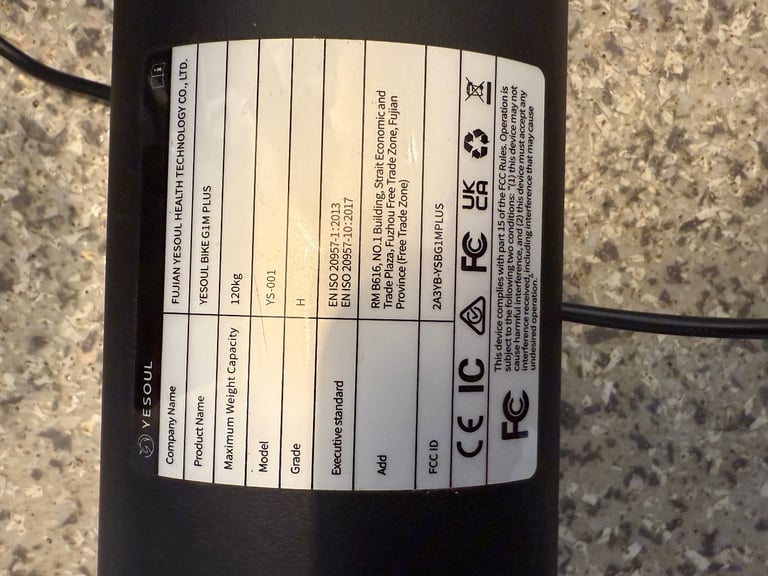 YESOUL
Company Name FUJIAN YESOUL HEALTH TECHNOLOGY CO., LTD.
Product Name YESOUL BIKE G1M PLUS
Maximum Weight Capacity 120kg
Model YS-001
Grade H
Executive standard EN ISO 20957-1:2013
EN ISO 20957-10:2017
Add RM B616, NO.1 Building, Strait Economic and
Trade Plaza, Fuzhou Free Trade Zone, Fujian
Province (Free Trade Zone)
FCC ID 2A3YB-YSBG1MPLUS
CE IC FC UK
CA
FC This device complies with part 15 of the FCC Rules. Operation is
subject to the following two conditions: "(1) this device may not
cause harmful interference, and (2) this device must accept any
interference received, including interference that may cause
undesired operation."